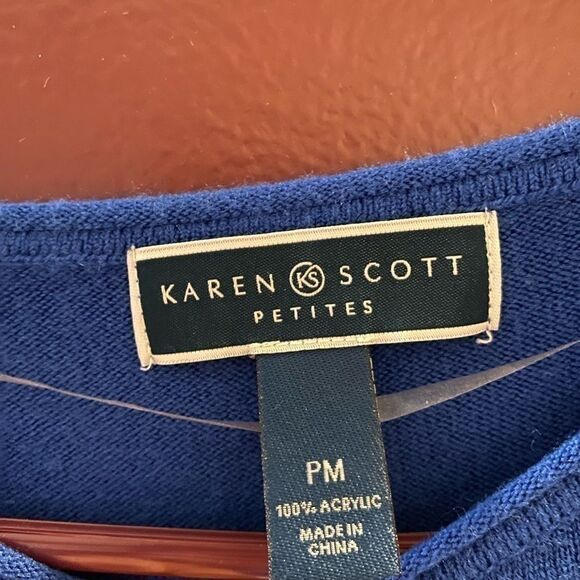 KAREN KS SCOTT
PETITES
PM
100% ACRYLIC
MADE IN
CHINA